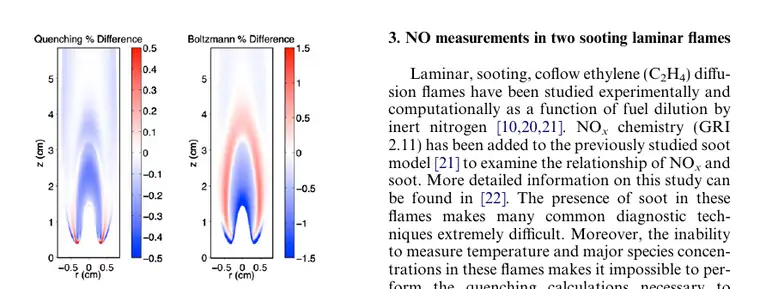 Quenching % Difference
0.5
0.4
0.3
0.2
0.1
0
−0.1
−0.2
−0.3
−0.4
−0.5
5
4
3
2
1
0
z (cm)
−0.5 0 0.5
r (cm)
Boltzmann % Difference
1.5
1
0.5
0
−0.5
−1
−1.5
5
4
3
2
1
0
z (cm)
−0.5 0 0.5
r (cm)
3. NO measurements in two sooting laminar flames
Laminar, sooting, coflow ethylene (C₂H₄) diffu-
sion flames have been studied experimentally and
computationally as a function of fuel dilution by
inert nitrogen [10,20,21]. NOₓ chemistry (GRI
2.11) has been added to the previously studied soot
model [21] to examine the relationship of NOₓ and
soot. More detailed information on this study can
be found in [22]. The presence of soot in these
flames makes many common diagnostic tech-
niques extremely difficult. Moreover, the inability
to measure temperature and major species concen-
trations in these flames makes it impossible to per-
form the quenching calculations necessary to